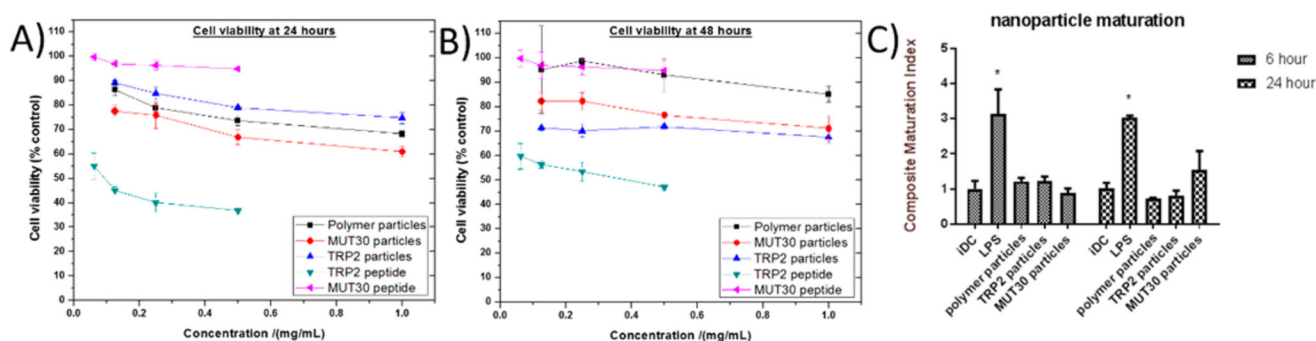 A)
Cell viability at 24 hours
Cell viability (% control)
110
100
90
80
70
60
50
40
30
20
10
0
0.0
0.2
0.4
0.6
0.8
1.0
Concentration /(mg/mL)
Polymer particles
MUT30 particles
TRP2 particles
TRP2 peptide
MUT30 peptide
B)
Cell viability at 48 hours
Cell viability (% control)
110
100
90
80
70
60
50
40
30
20
10
0
0.0
0.2
0.4
0.6
0.8
1.0
Concentration /(mg/mL)
Polymer particles
MUT30 particles
TRP2 particles
TRP2 peptide
MUT30 peptide
C)
nanoparticle maturation
Composite Maturation Index
5
4
3
2
1
0
*
*
iDC
LPS
polymer particles
TRP2 particles
MUT30 particles
iDC
LPS
polymer particles
TRP2 particles
MUT30 particles
6 hour
24 hour